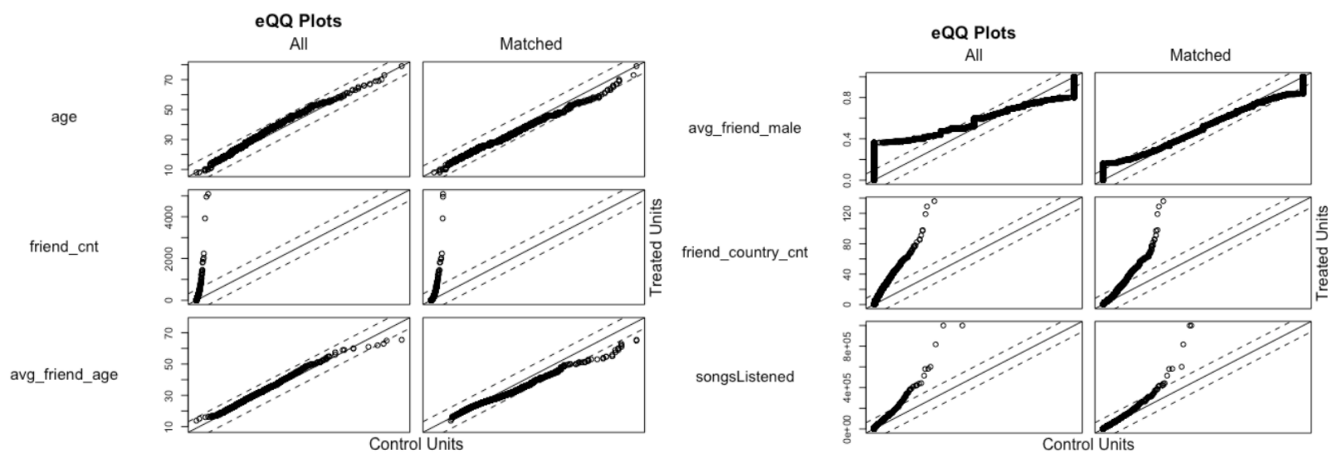 eQQ Plots
All Matched
age
10 30 50 70
friend_cnt
0 2000 4000
avg_friend_age
10 30 50 70
Control Units
Treated Units
eQQ Plots
All Matched
avg_friend_male
0.0 0.4 0.8
friend_country_cnt
0 40 80 120
songsListened
0e+00 4e+05 8e+05
Control Units
Treated Units